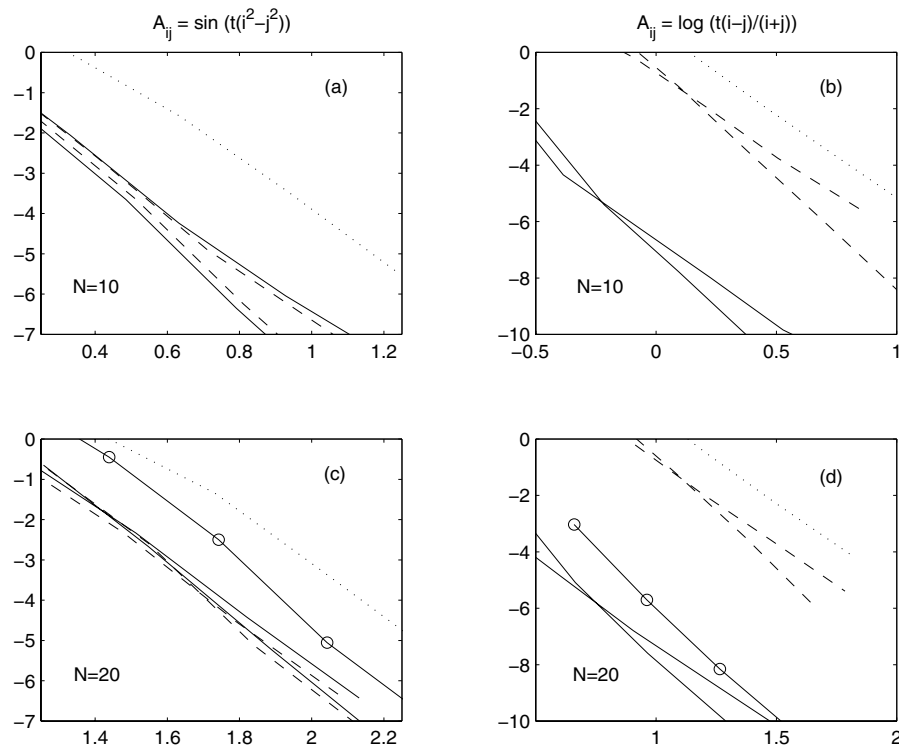 A_ij = sin (t(i^2−j^2))
A_ij = log (t(i−j)/(i+j))
0
−1
−2
−3
−4
−5
−6
−7
(a)
N=10
0.4 0.6 0.8 1 1.2
0
−2
−4
−6
−8
−10
(b)
N=10
−0.5 0 0.5 1
0
−1
−2
−3
−4
−5
−6
−7
(c)
N=20
1.4 1.6 1.8 2 2.2
0
−2
−4
−6
−8
−10
(d)
N=20
1 1.5 2